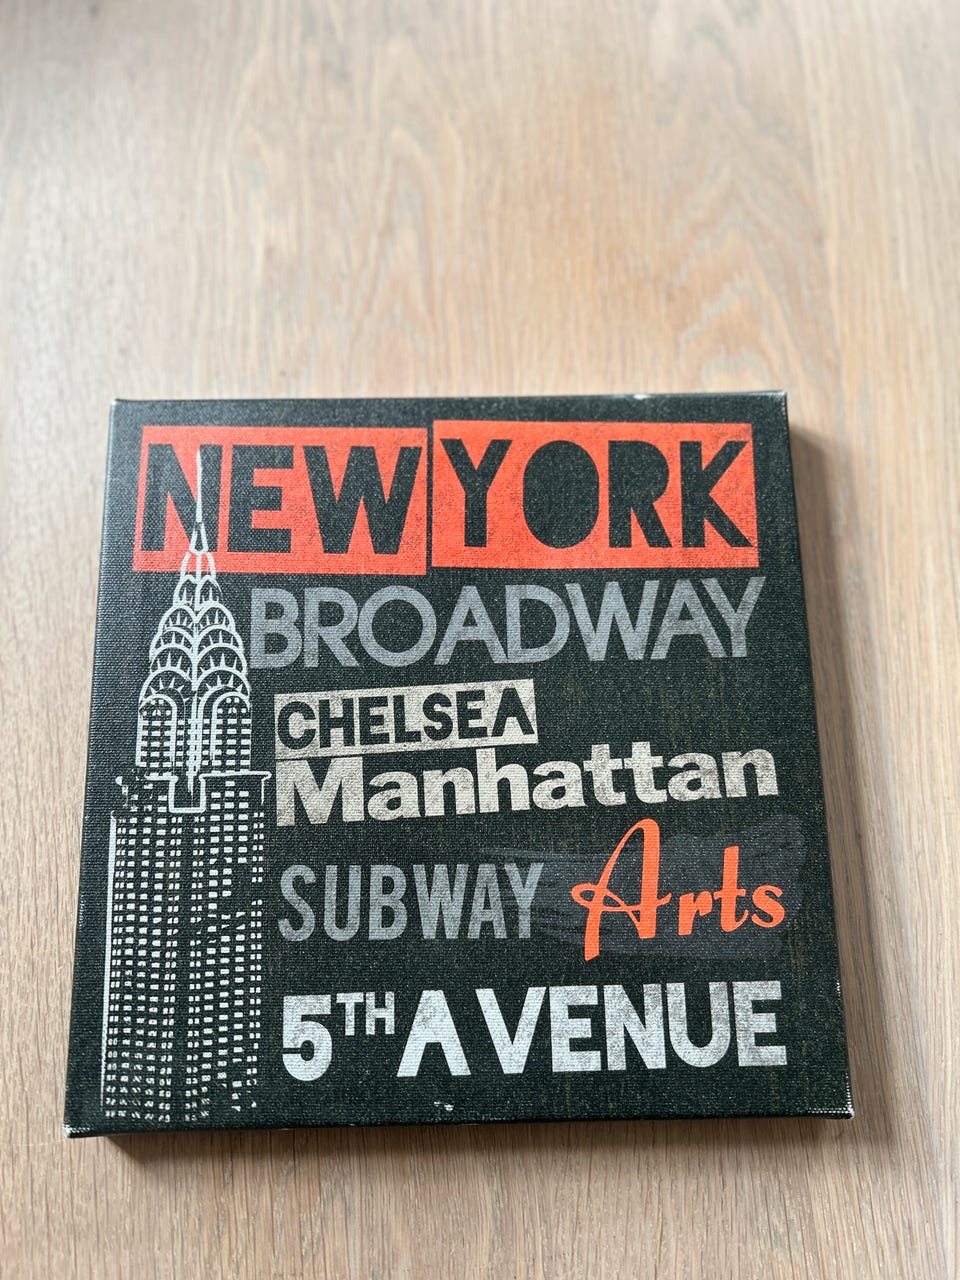 NEW YORK
BROADWAY
CHELSEA
Manhattan
SUBWAY Arts
5TH AVENUE